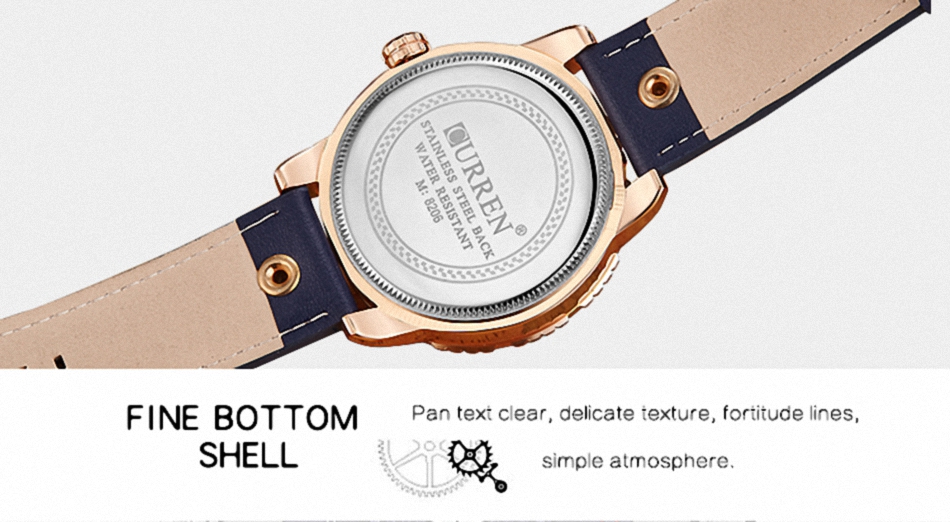 CURREN®
STAINLESS STEEL BACK
WATER RESISTANT
M: 8206
FINE BOTTOM
SHELL
Pan text clear, delicate texture, fortitude lines,
simple atmosphere.